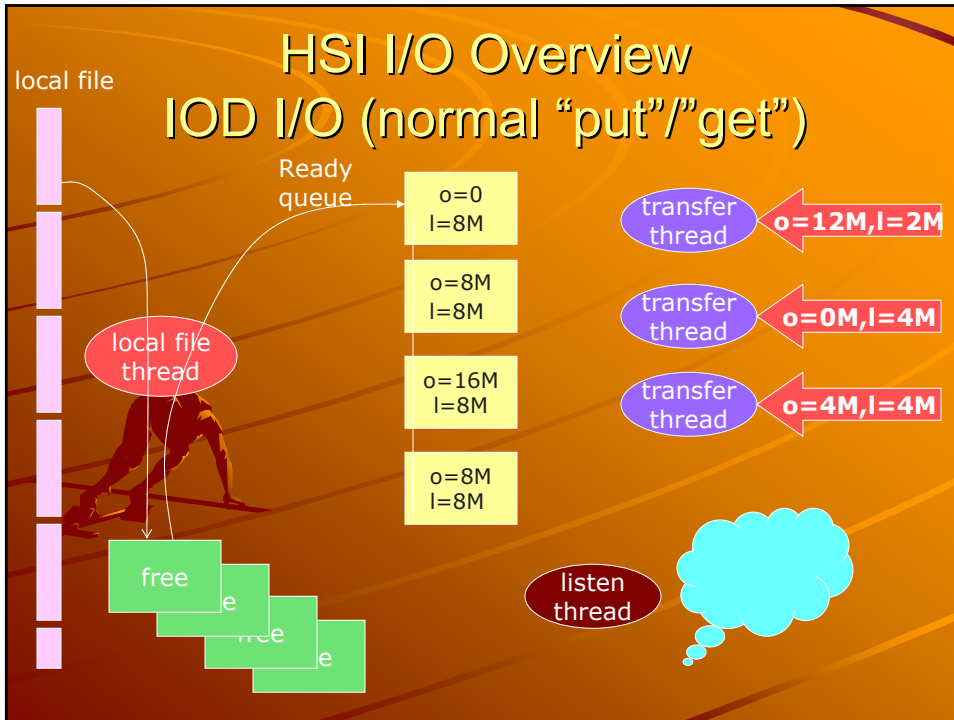 HSI I/O Overview
IOD I/O (normal “put”/”get”)
local file
Ready
queue
o=0
l=8M
o=8M
l=8M
o=16M
l=8M
o=8M
l=8M
transfer
thread
o=12M,l=2M
transfer
thread
o=0M,l=4M
transfer
thread
o=4M,l=4M
local file
thread
free
e
free
e
listen
thread